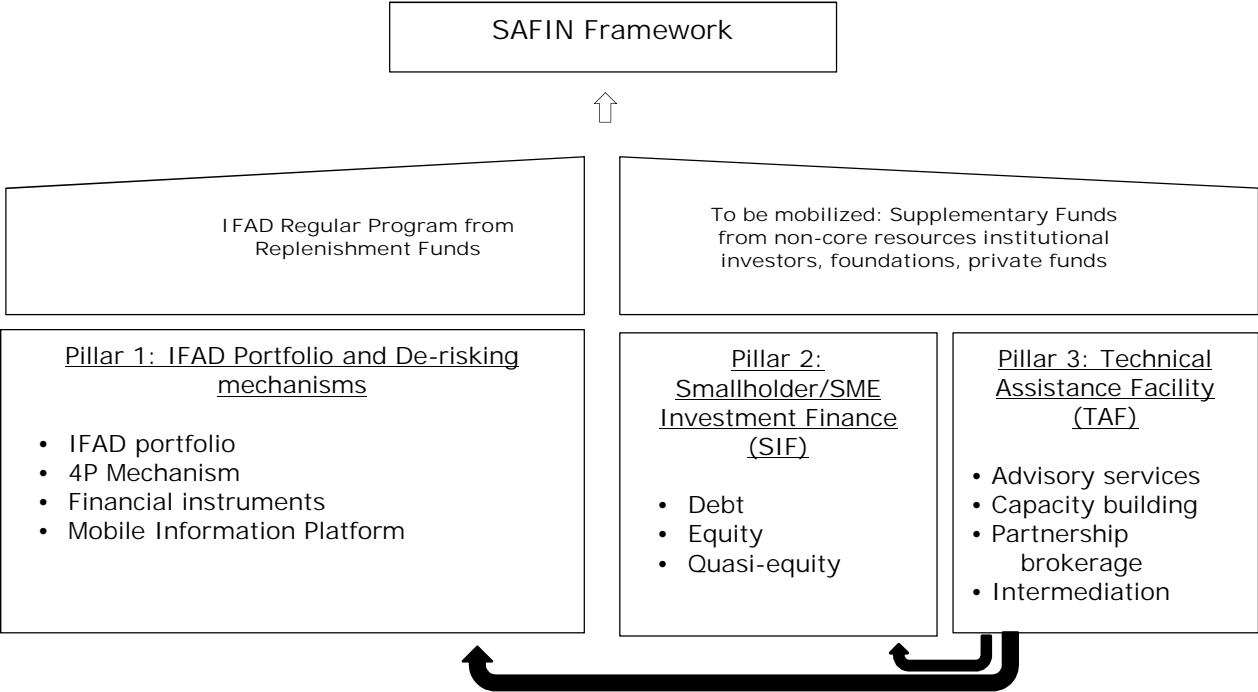 SAFIN Framework
IFAD Regular Program from
Replenishment Funds
To be mobilized: Supplementary Funds
from non-core resources institutional
investors, foundations, private funds
Pillar 1: IFAD Portfolio and De-risking
mechanisms
• IFAD portfolio
• 4P Mechanism
• Financial instruments
• Mobile Information Platform
Pillar 2:
Smallholder/SME
Investment Finance
(SIF)
• Debt
• Equity
• Quasi-equity
Pillar 3: Technical
Assistance Facility
(TAF)
• Advisory services
• Capacity building
• Partnership
brokerage
• Intermediation